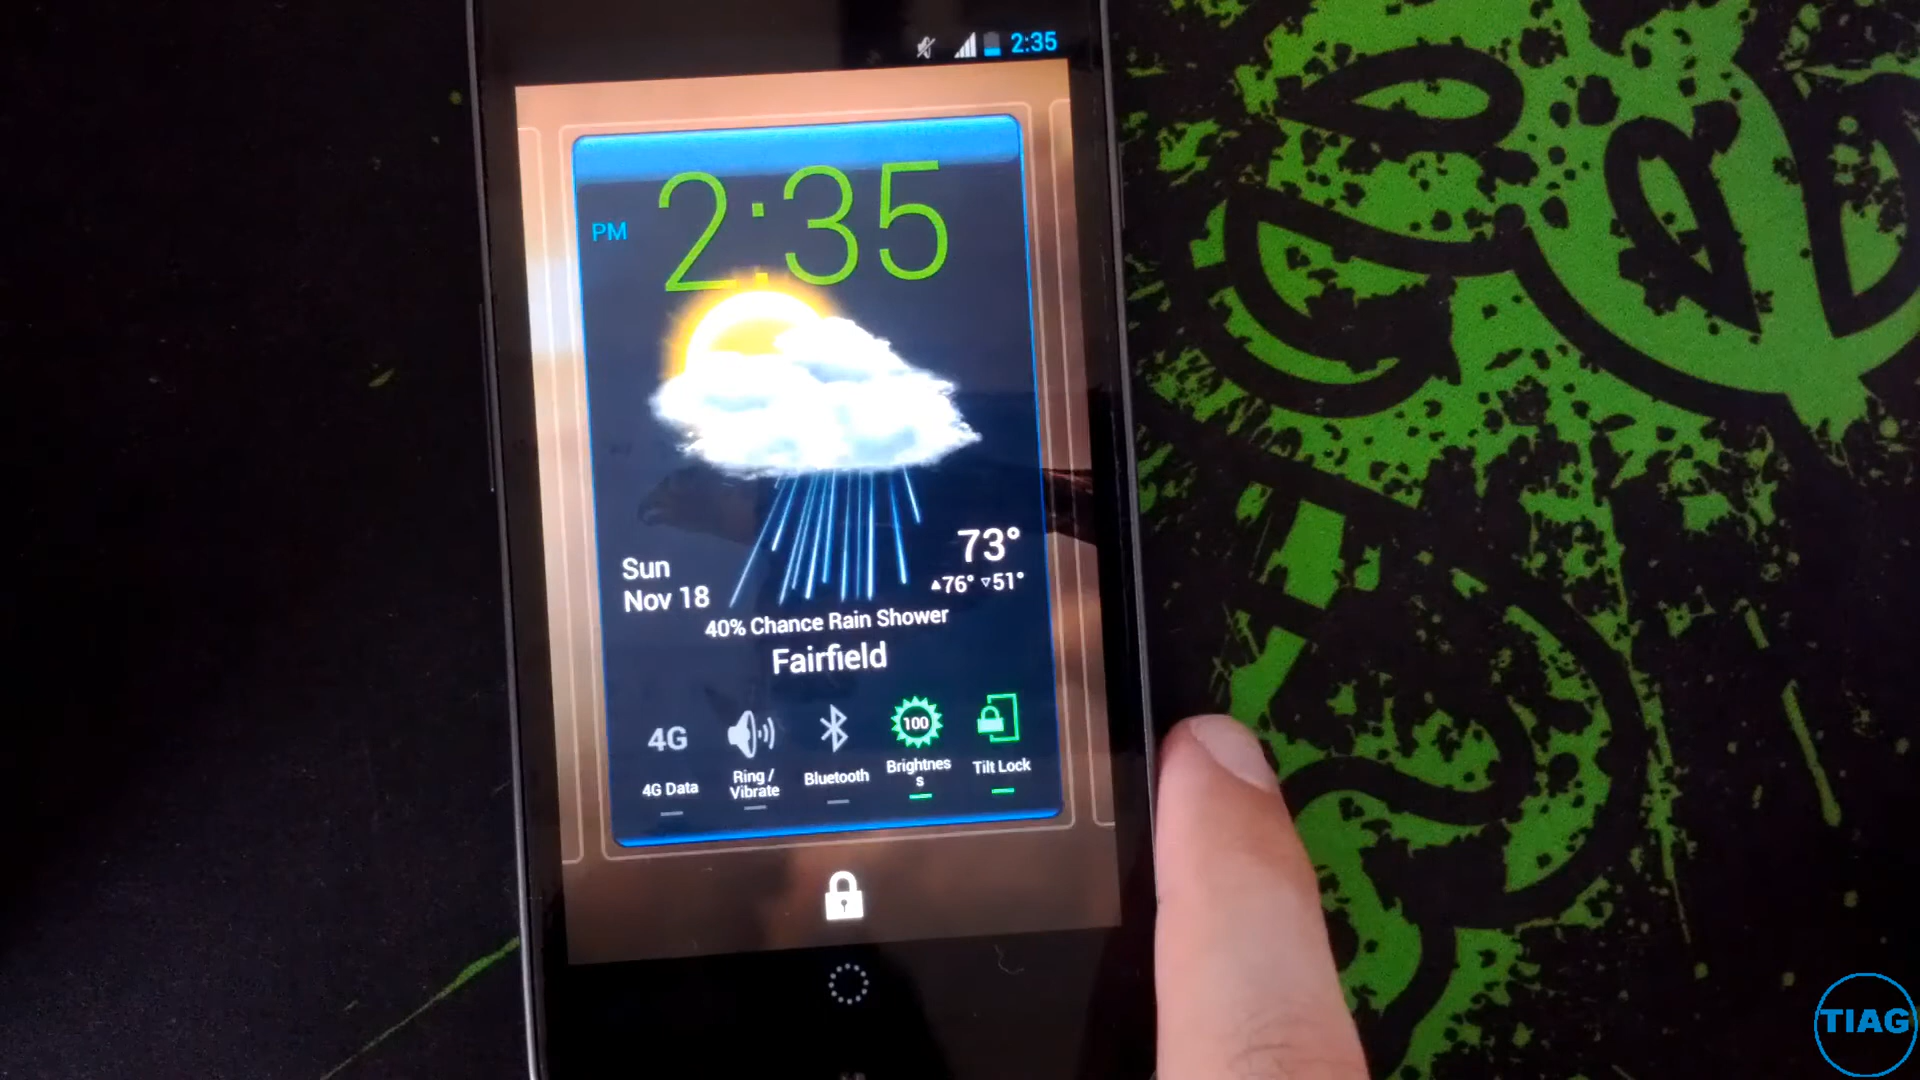 2:35
PM
2:35
Sun
Nov 18
73°
▲76° ▽51°
40% Chance Rain Shower
Fairfield
4G
100
4G Data
Ring /
Vibrate
Bluetooth
Brightnes
s
Tilt Lock
TIAG